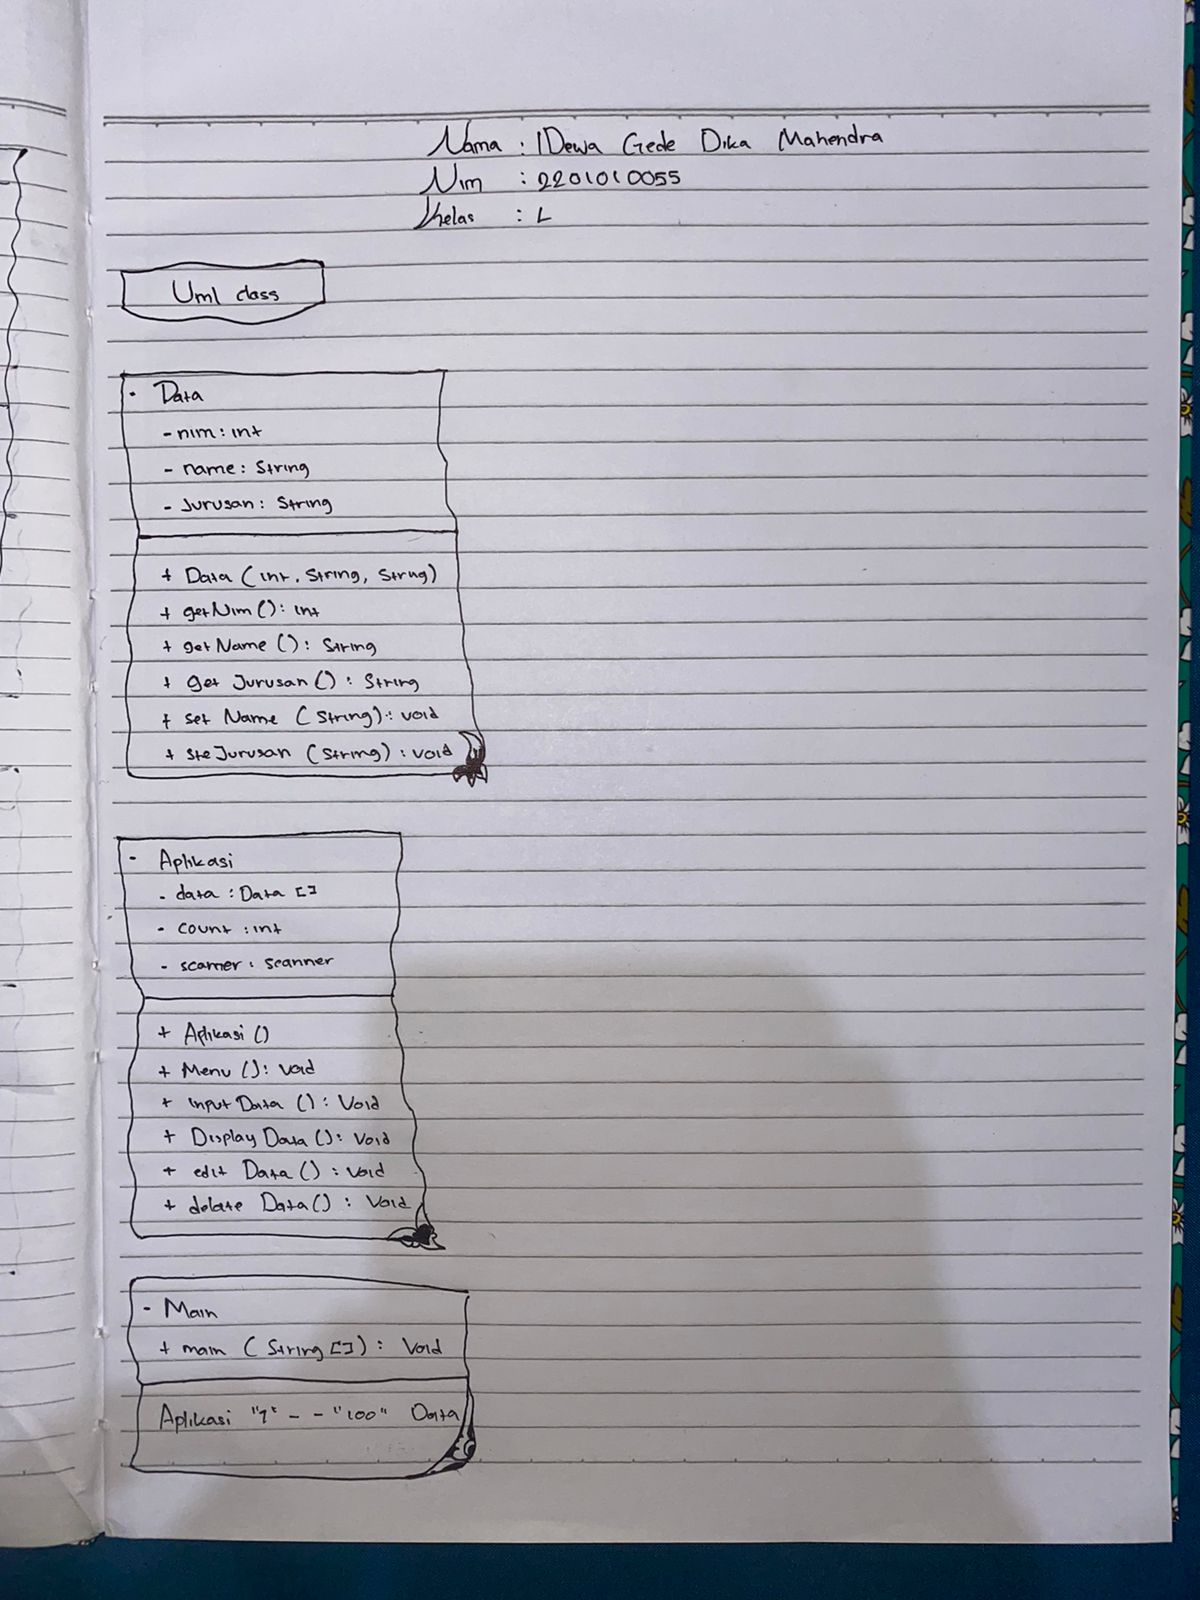 Nama : I Dewa Gede Dika Mahendra
Nim : 2201010055
Kelas : L
Uml class
- Data
- nim : int
- name : String
- Jurusan : String
+ Data (int, String, Strng)
+ getNim () : int
+ get Name () : String
+ get Jurusan () : String
+ set Name (String) : void
+ ste Jurusan (String) : void
- Aplikasi
- data : Data []
- count : int
- scanner : scanner
+ Aplikasi ()
+ Menu () : void
+ input Data () : Void
+ Display Data () : Void
+ edit Data () : Void
+ delate Data () : Void
- Main
+ main (String []) : Void
Aplikasi "1" - - "100" Data